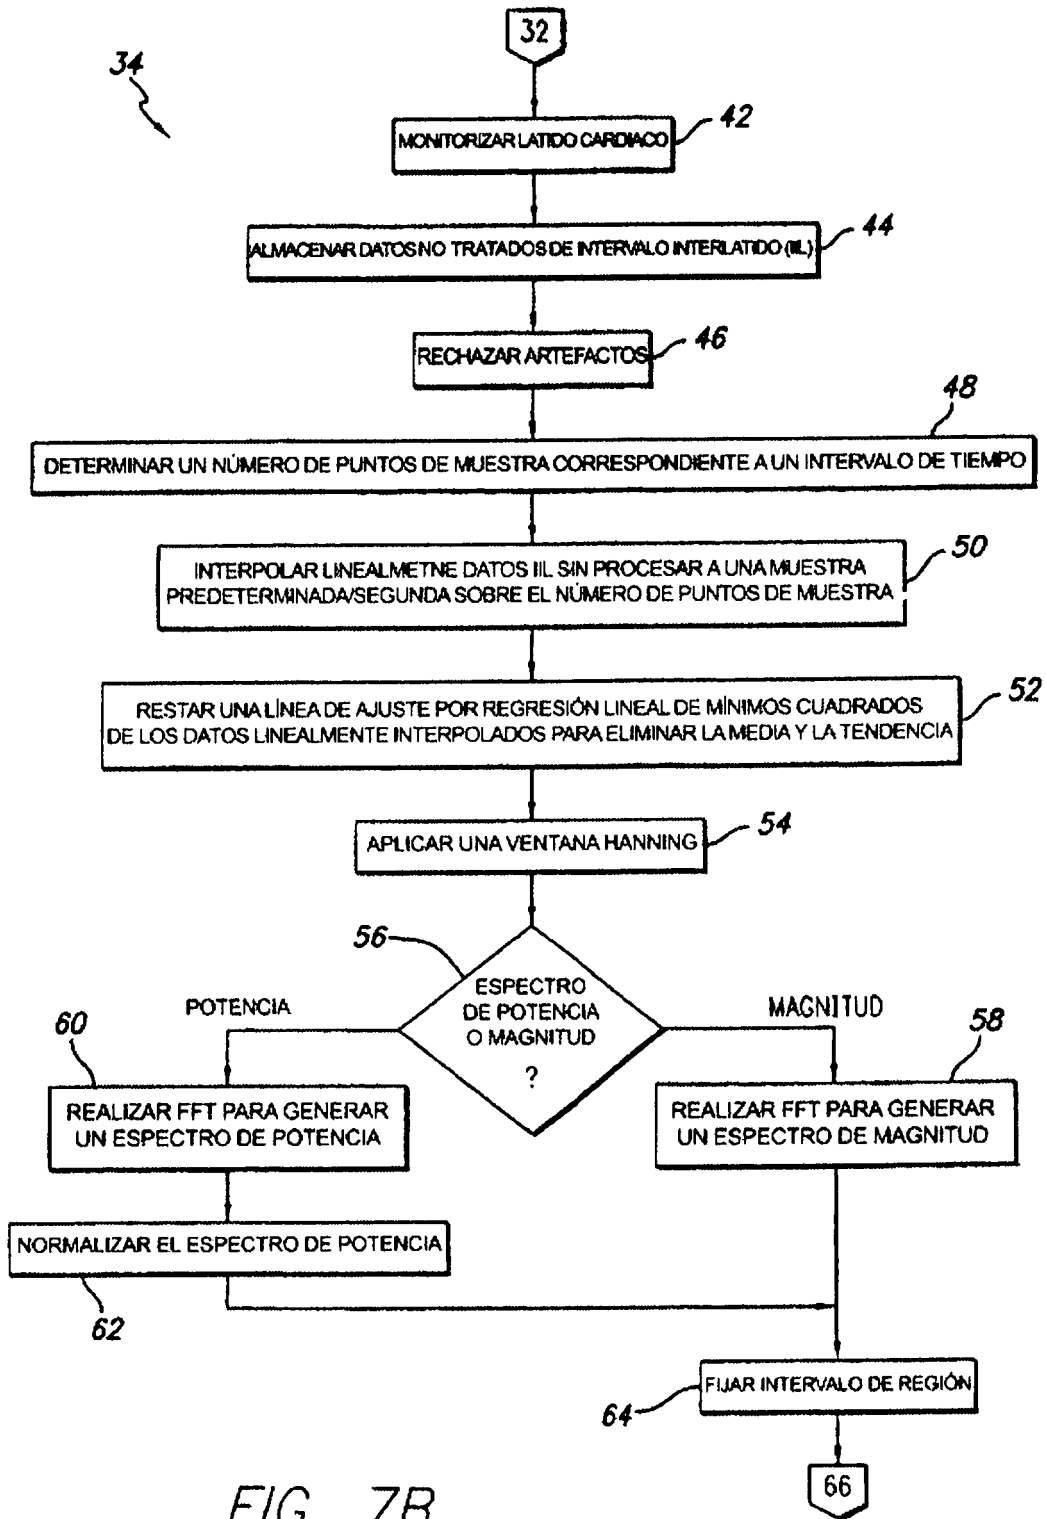 32
34
42
MONITORIZAR LATIDO CARDIACO
44
ALMACENAR DATOS NO TRATADOS DE INTERVALO INTERLATIDO (IIL)
46
RECHAZAR ARTEFACTOS
48
DETERMINAR UN NÚMERO DE PUNTOS DE MUESTRA CORRESPONDIENTE A UN INTERVALO DE TIEMPO
50
INTERPOLAR LINEALMETNE DATOS IIL SIN PROCESAR A UNA MUESTRA
PREDETERMINADA/SEGUNDA SOBRE EL NÚMERO DE PUNTOS DE MUESTRA
52
RESTAR UNA LÍNEA DE AJUSTE POR REGRESIÓN LINEAL DE MÍNIMOS CUADRADOS
DE LOS DATOS LINEALMENTE INTERPOLADOS PARA ELIMINAR LA MEDIA Y LA TENDENCIA
54
APLICAR UNA VENTANA HANNING
56
ESPECTRO
DE POTENCIA
O MAGNITUD
?
POTENCIA
MAGNITUD
60
REALIZAR FFT PARA GENERAR
UN ESPECTRO DE POTENCIA
58
REALIZAR FFT PARA GENERAR
UN ESPECTRO DE MAGNITUD
NORMALIZAR EL ESPECTRO DE POTENCIA
62
FIJAR INTERVALO DE REGIÓN
64
66
FIG. 7B